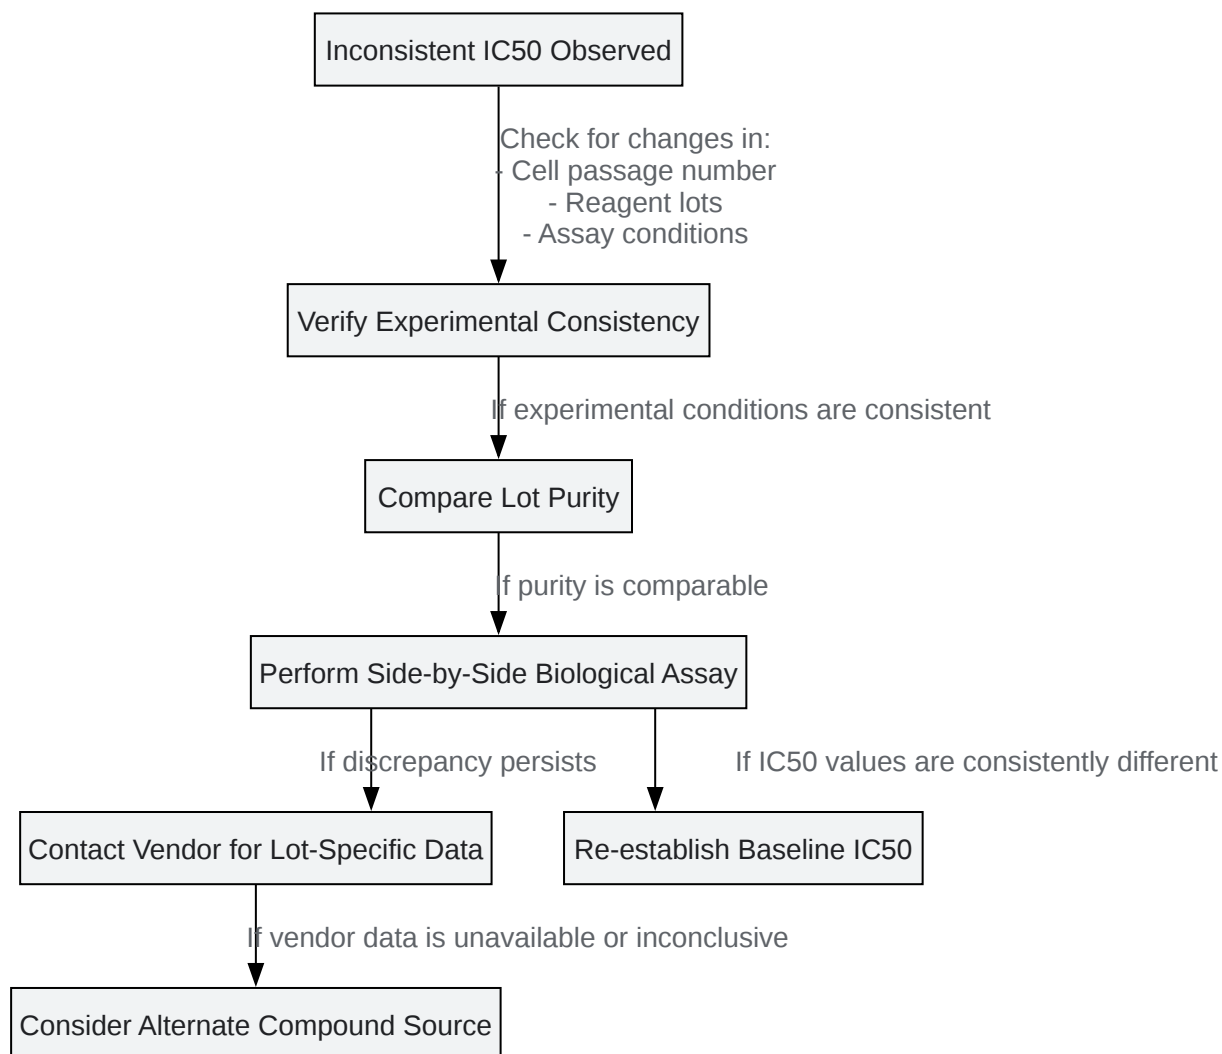 Inconsistent IC50 Observed
Check for changes in:
- Cell passage number
- Reagent lots
- Assay conditions
Verify Experimental Consistency
If experimental conditions are consistent
Compare Lot Purity
If purity is comparable
Perform Side-by-Side Biological Assay
If discrepancy persists
If IC50 values are consistently different
Contact Vendor for Lot-Specific Data
Re-establish Baseline IC50
If vendor data is unavailable or inconclusive
Consider Alternate Compound Source